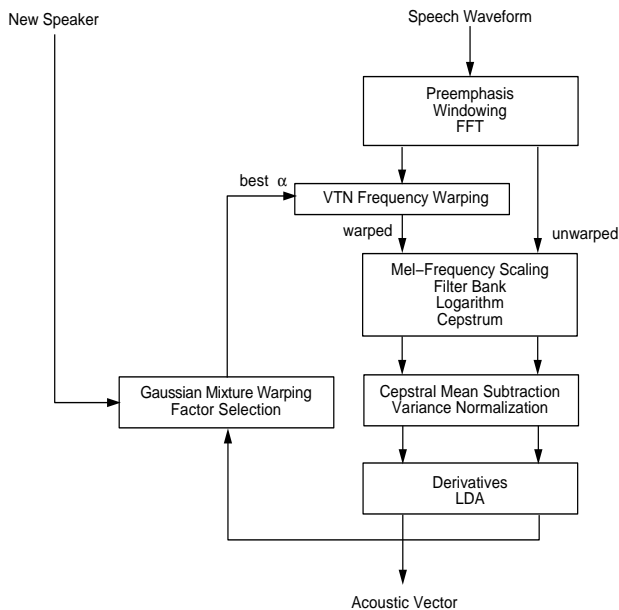 New Speaker
Speech Waveform
Preemphasis
Windowing
FFT
best α
VTN Frequency Warping
warped
unwarped
Mel−Frequency Scaling
Filter Bank
Logarithm
Cepstrum
Gaussian Mixture Warping
Factor Selection
Cepstral Mean Subtraction
Variance Normalization
Derivatives
LDA
Acoustic Vector